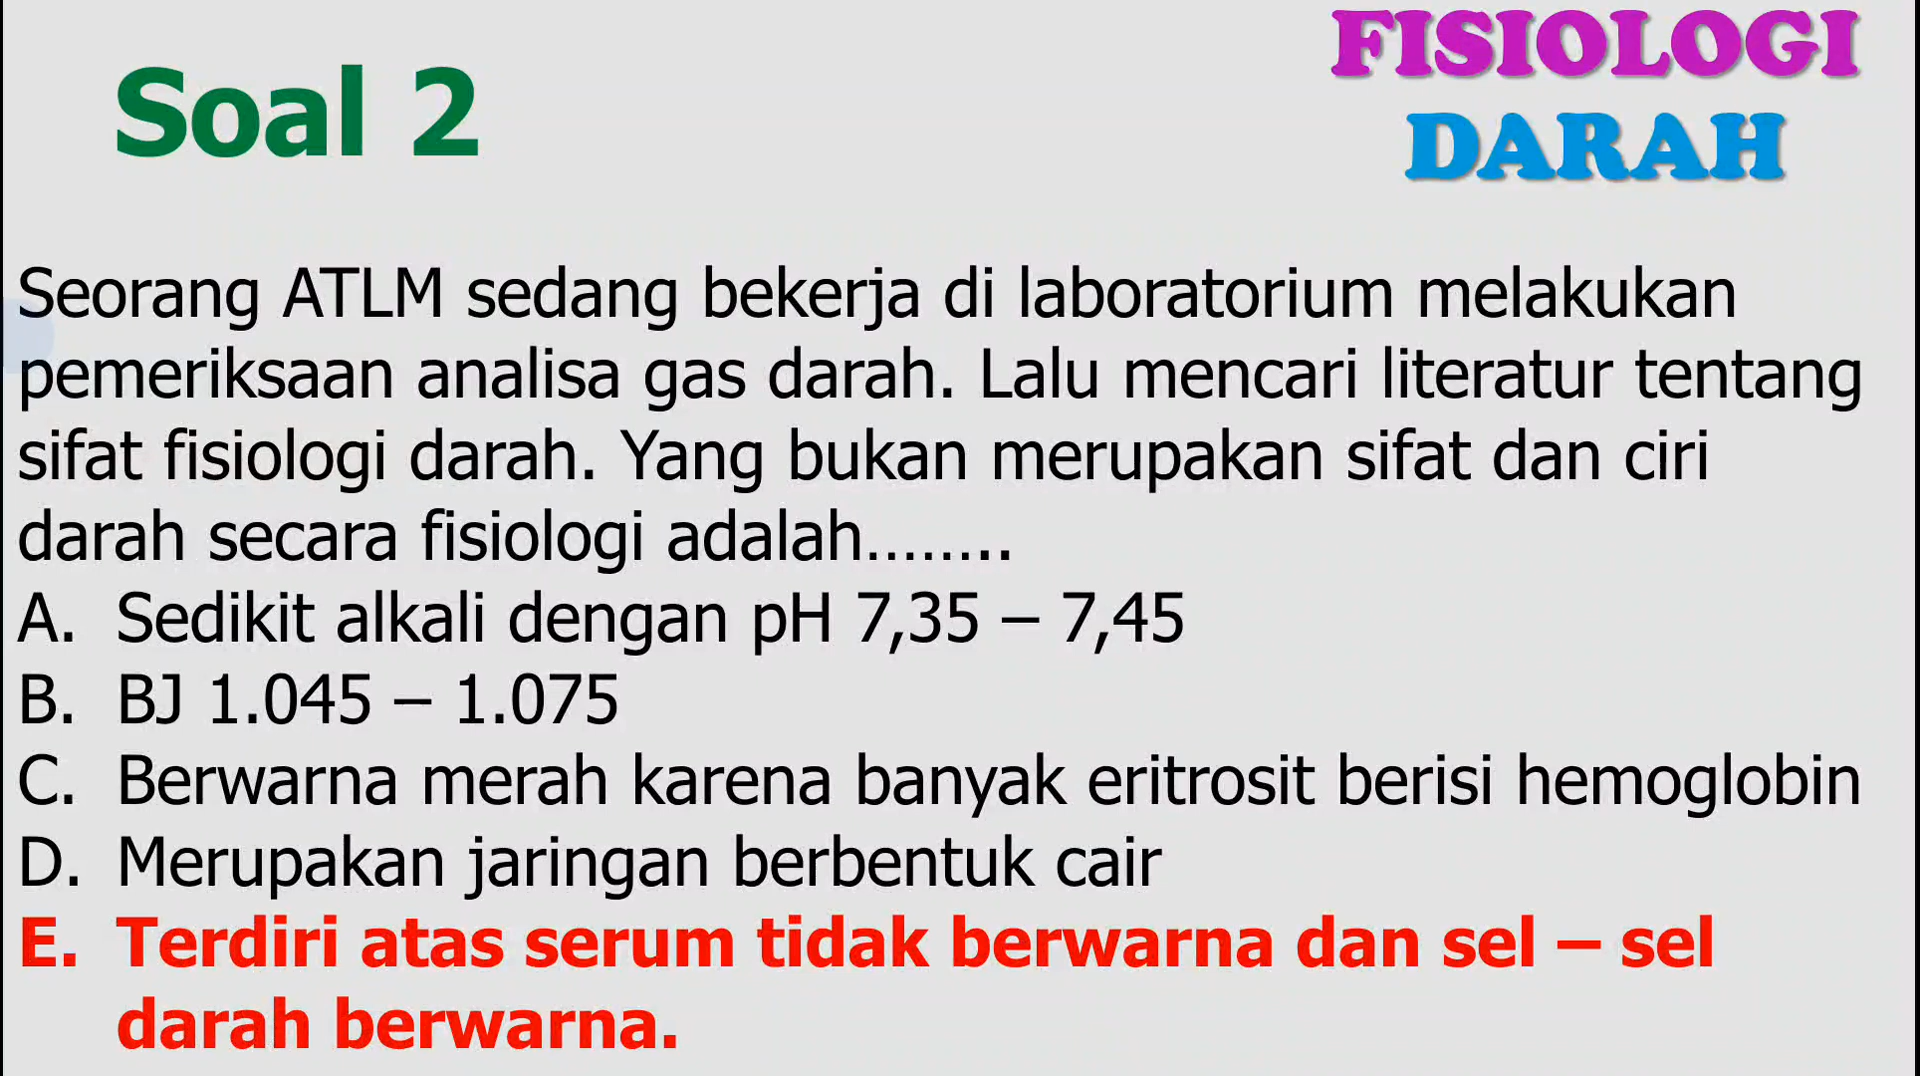 FISIOLOGI
DARAH
Soal 2
Seorang ATLM sedang bekerja di laboratorium melakukan
pemeriksaan analisa gas darah. Lalu mencari literatur tentang
sifat fisiologi darah. Yang bukan merupakan sifat dan ciri
darah secara fisiologi adalah……..
A. Sedikit alkali dengan pH 7,35 – 7,45
B. BJ 1.045 – 1.075
C. Berwarna merah karena banyak eritrosit berisi hemoglobin
D. Merupakan jaringan berbentuk cair
E. Terdiri atas serum tidak berwarna dan sel – sel
darah berwarna.